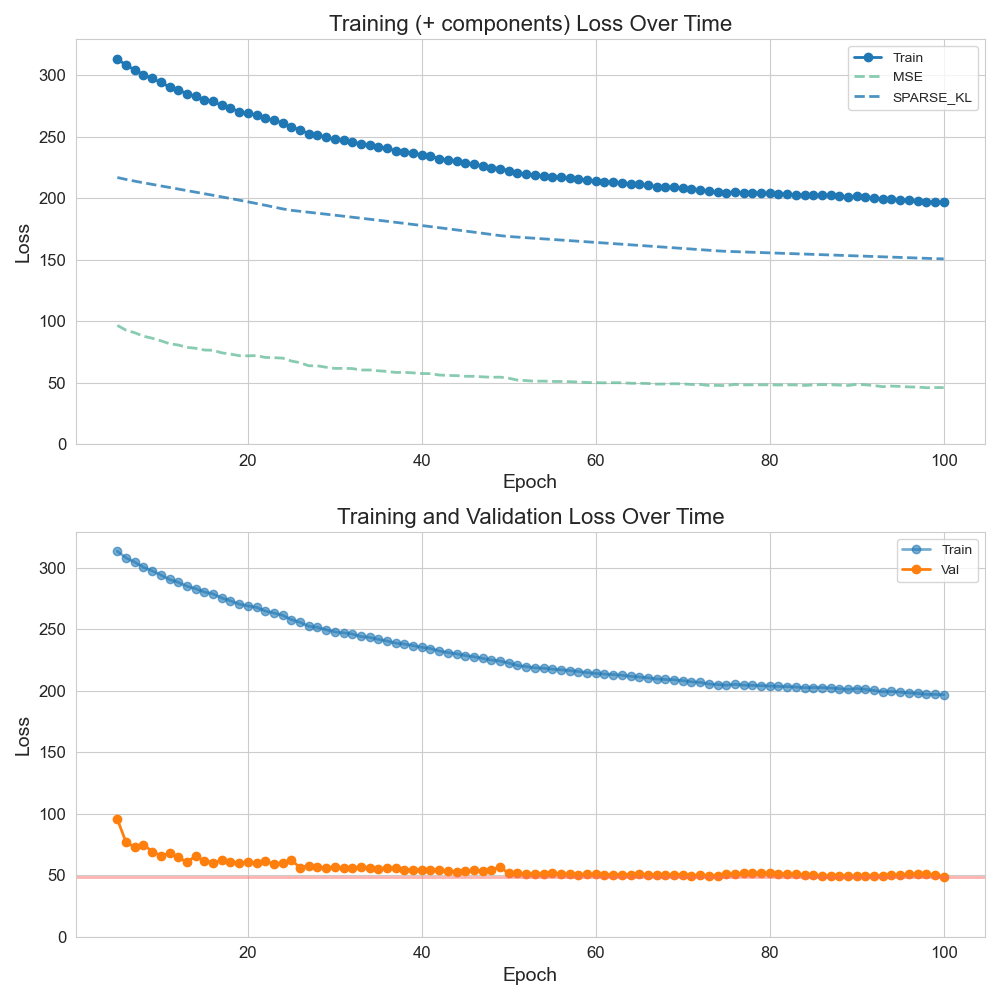 Training (+ components) Loss Over Time
Train
MSE
SPARSE_KL
300
250
200
150
100
50
0
Loss
20 40 60 80 100
Epoch
Training and Validation Loss Over Time
Train
Val
300
250
200
150
100
50
0
Loss
20 40 60 80 100
Epoch